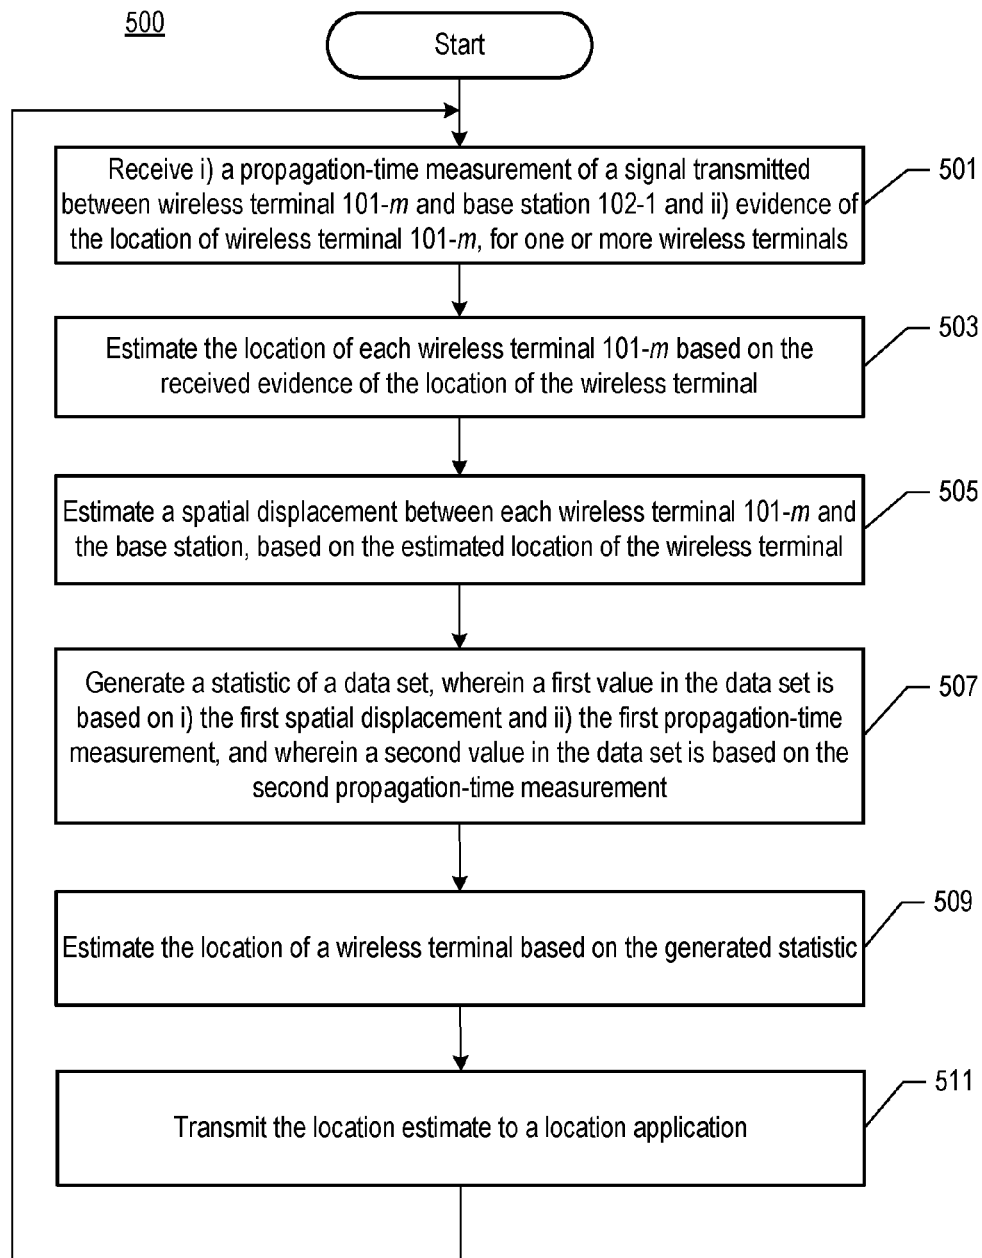 500
Start
Receive i) a propagation-time measurement of a signal transmitted
between wireless terminal 101-m and base station 102-1 and ii) evidence of
the location of wireless terminal 101-m, for one or more wireless terminals
501
Estimate the location of each wireless terminal 101-m based on the
received evidence of the location of the wireless terminal
503
Estimate a spatial displacement between each wireless terminal 101-m and
the base station, based on the estimated location of the wireless terminal
505
Generate a statistic of a data set, wherein a first value in the data set is
based on i) the first spatial displacement and ii) the first propagation-time
measurement, and wherein a second value in the data set is based on the
second propagation-time measurement
507
Estimate the location of a wireless terminal based on the generated statistic
509
Transmit the location estimate to a location application
511